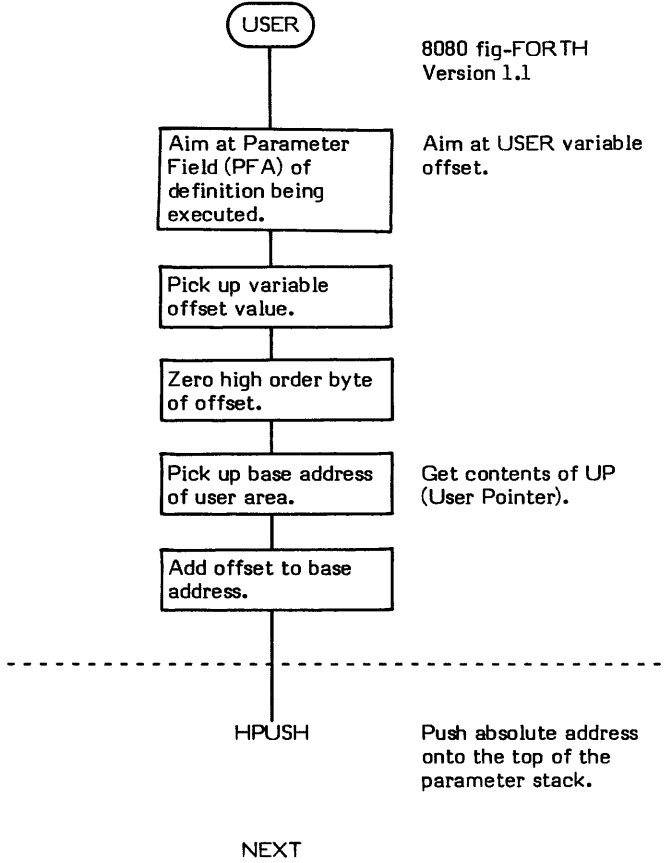 USER
8080 fig-FORTH
Version 1.1
Aim at Parameter
Field (PFA) of
definition being
executed.
Aim at USER variable
offset.
Pick up variable
offset value.
Zero high order byte
of offset.
Pick up base address
of user area.
Get contents of UP
(User Pointer).
Add offset to base
address.
HPUSH
Push absolute address
onto the top of the
parameter stack.
NEXT